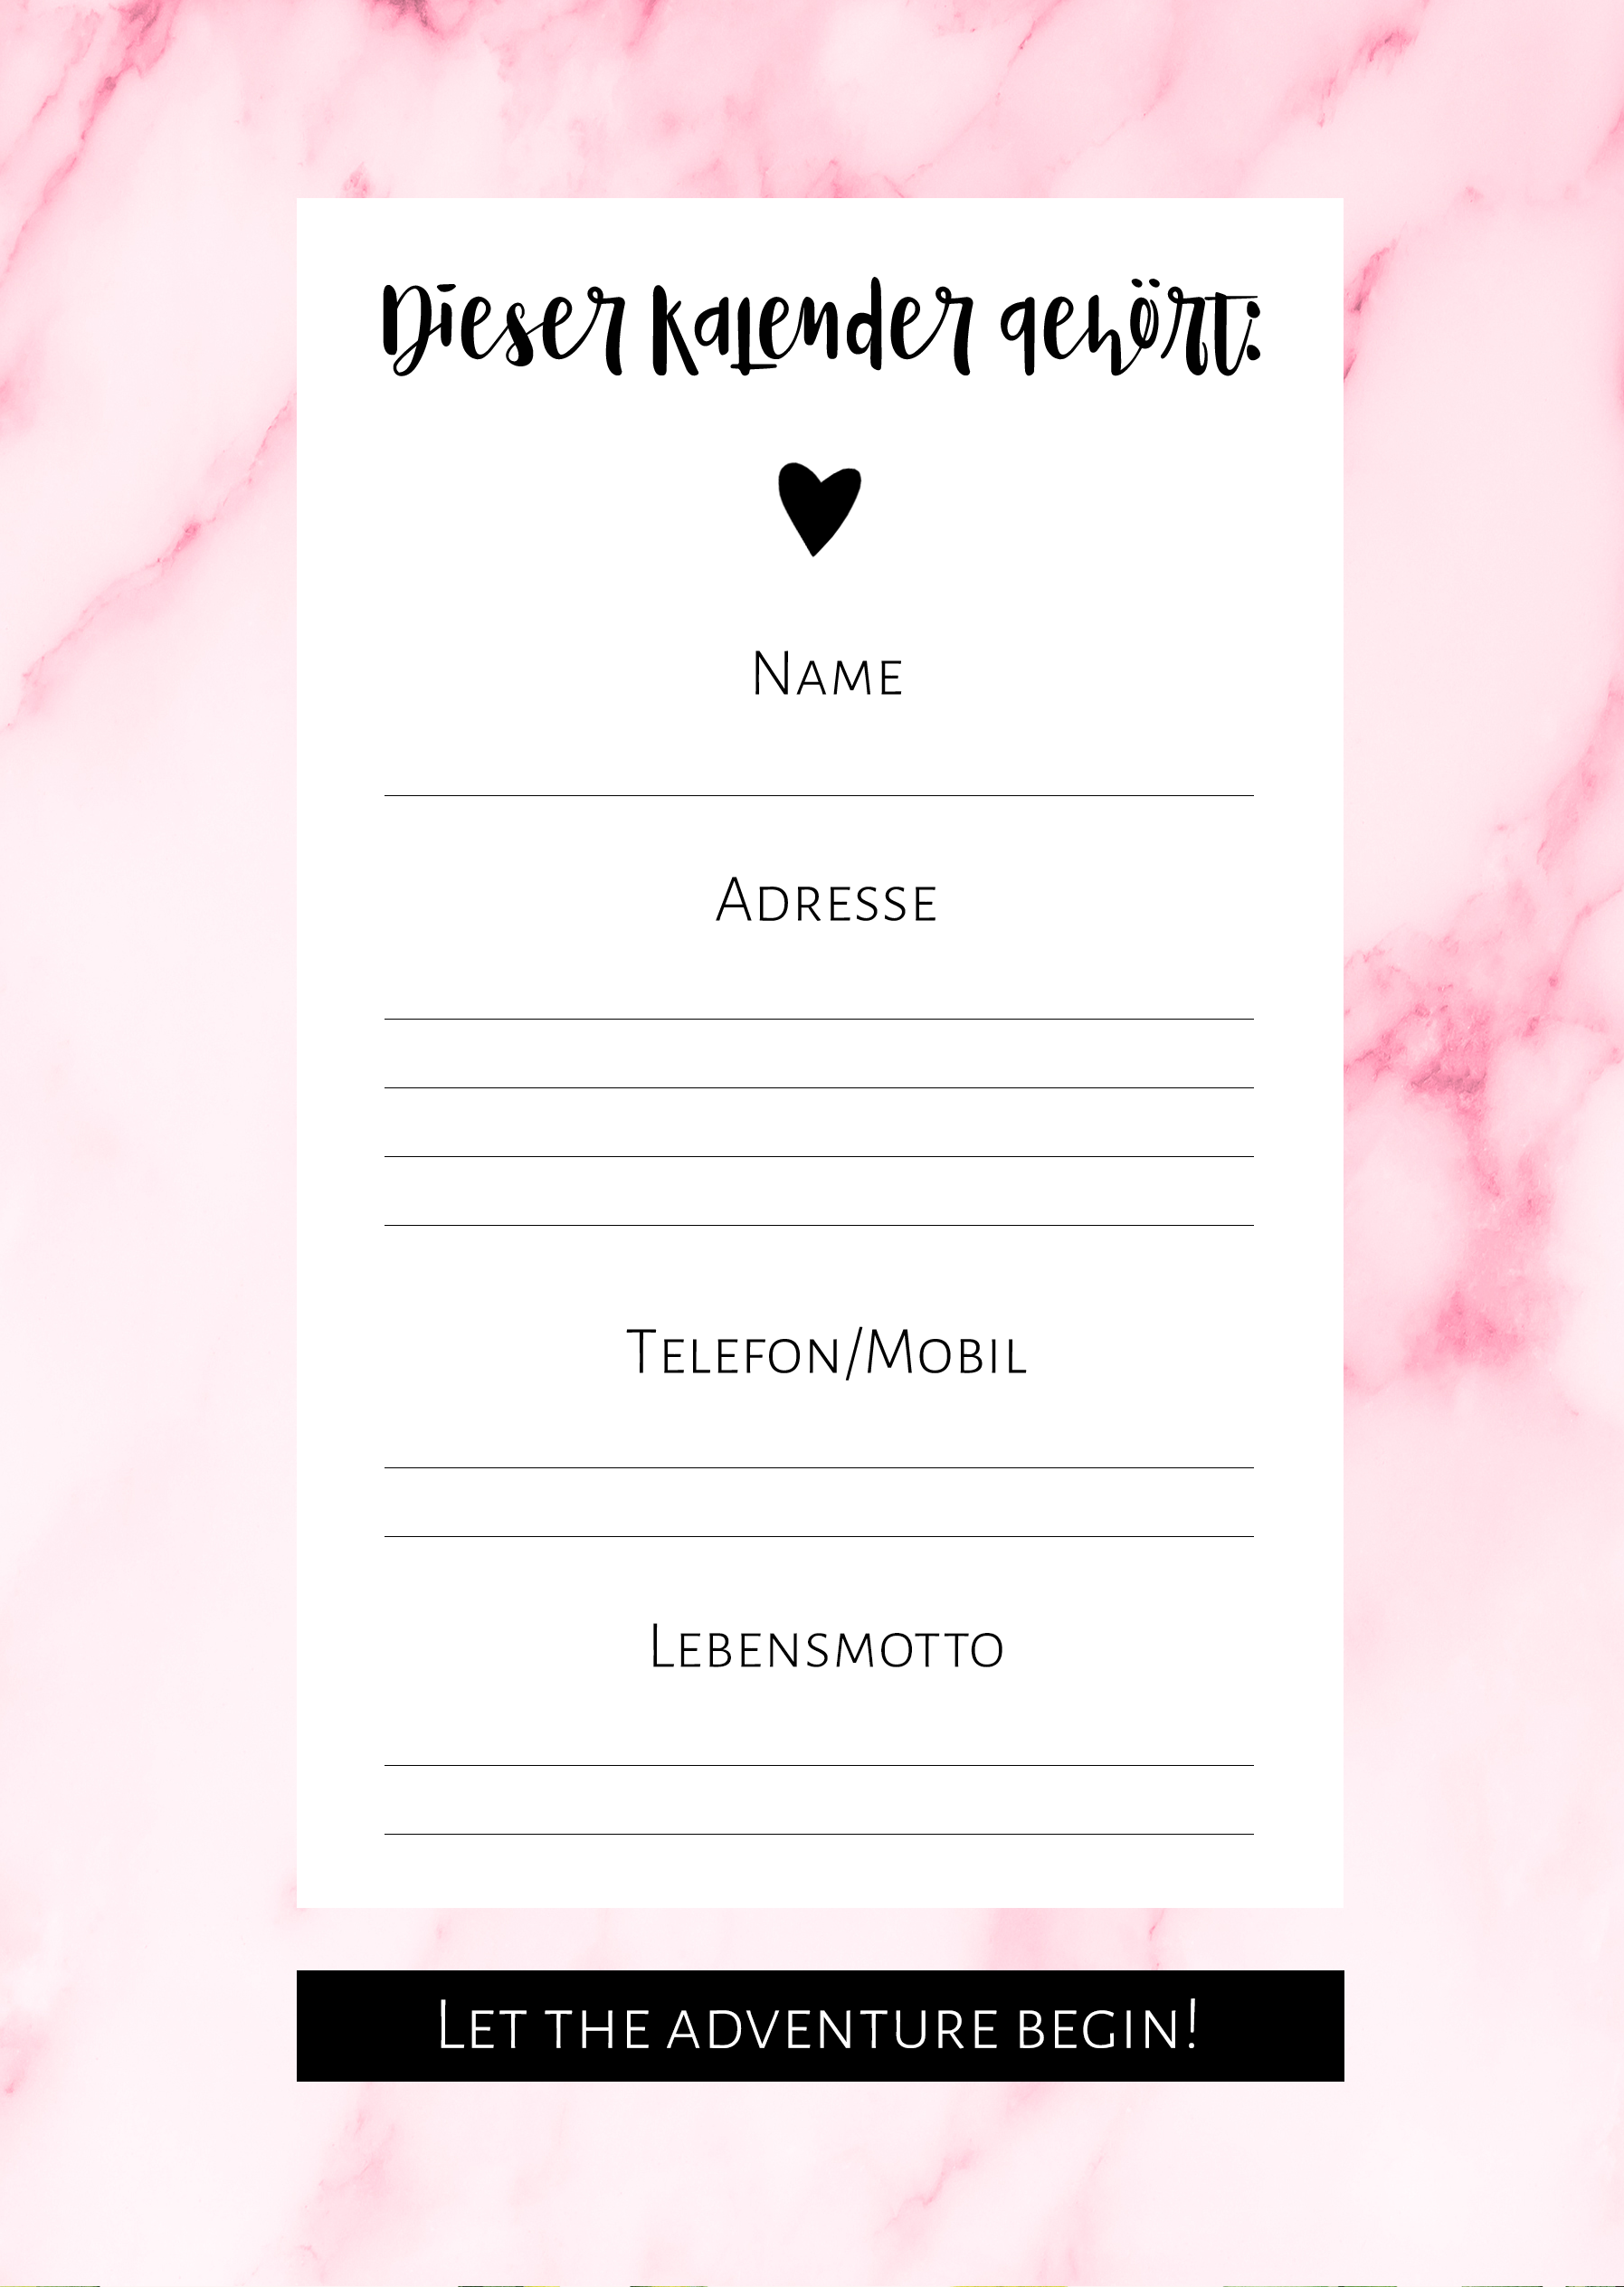 Dieser Kalender gehört:
Name
Adresse
Telefon/Mobil
Lebensmotto
Let the adventure begin!